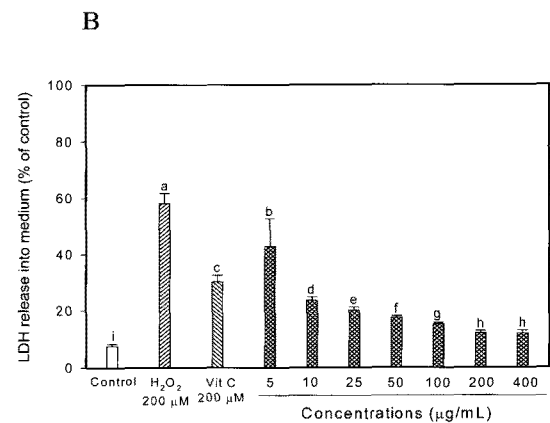 B
LDH release into medium (% of control)
100
80
60
40
20
0
i
a
c
b
d
e
f
g
h
h
Control
H₂O₂
200 μM
Vit C
200 μM
5 10 25 50 100 200 400
Concentrations (μg/mL)